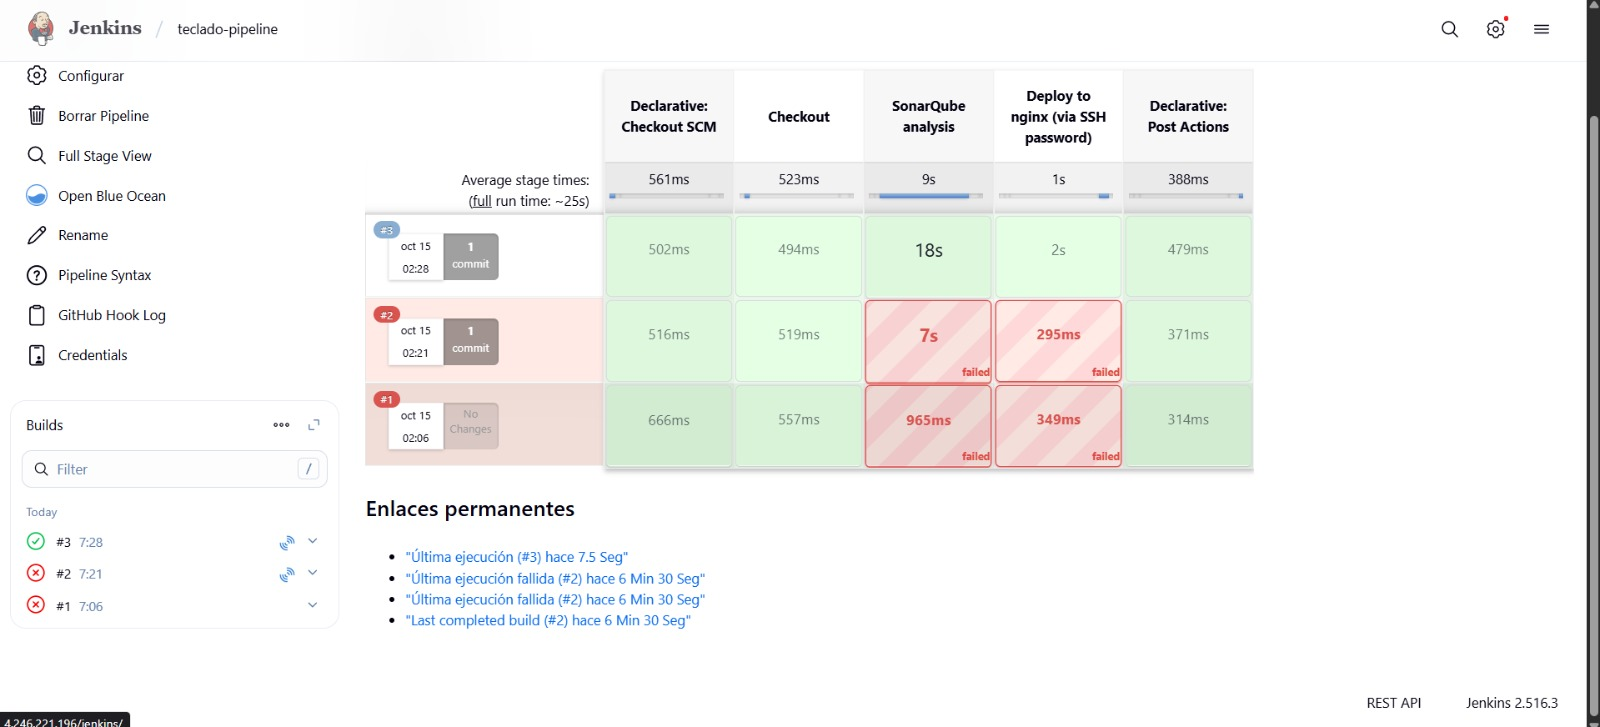 Jenkins / teclado-pipeline
Configurar
Borrar Pipeline
Full Stage View
Open Blue Ocean
Rename
Pipeline Syntax
GitHub Hook Log
Credentials
Builds
Filter
/
Today
#3 7:28
#2 7:21
#1 7:06
Declarative:
Checkout SCM
Checkout
SonarQube
analysis
Deploy to
nginx (via SSH
password)
Declarative:
Post Actions
Average stage times:
(full run time: ~25s)
561ms
523ms
9s
1s
388ms
#3
oct 15
02:28
1
commit
502ms
494ms
18s
2s
479ms
#2
oct 15
02:21
1
commit
516ms
519ms
7s
failed
295ms
failed
371ms
#1
oct 15
02:06
No
Changes
666ms
557ms
965ms
failed
349ms
failed
314ms
Enlaces permanentes
"Última ejecución (#3) hace 7.5 Seg"
"Última ejecución fallida (#2) hace 6 Min 30 Seg"
"Última ejecución fallida (#2) hace 6 Min 30 Seg"
"Last completed build (#2) hace 6 Min 30 Seg"
REST API
Jenkins 2.516.3
4.246.221.196/jenkins/